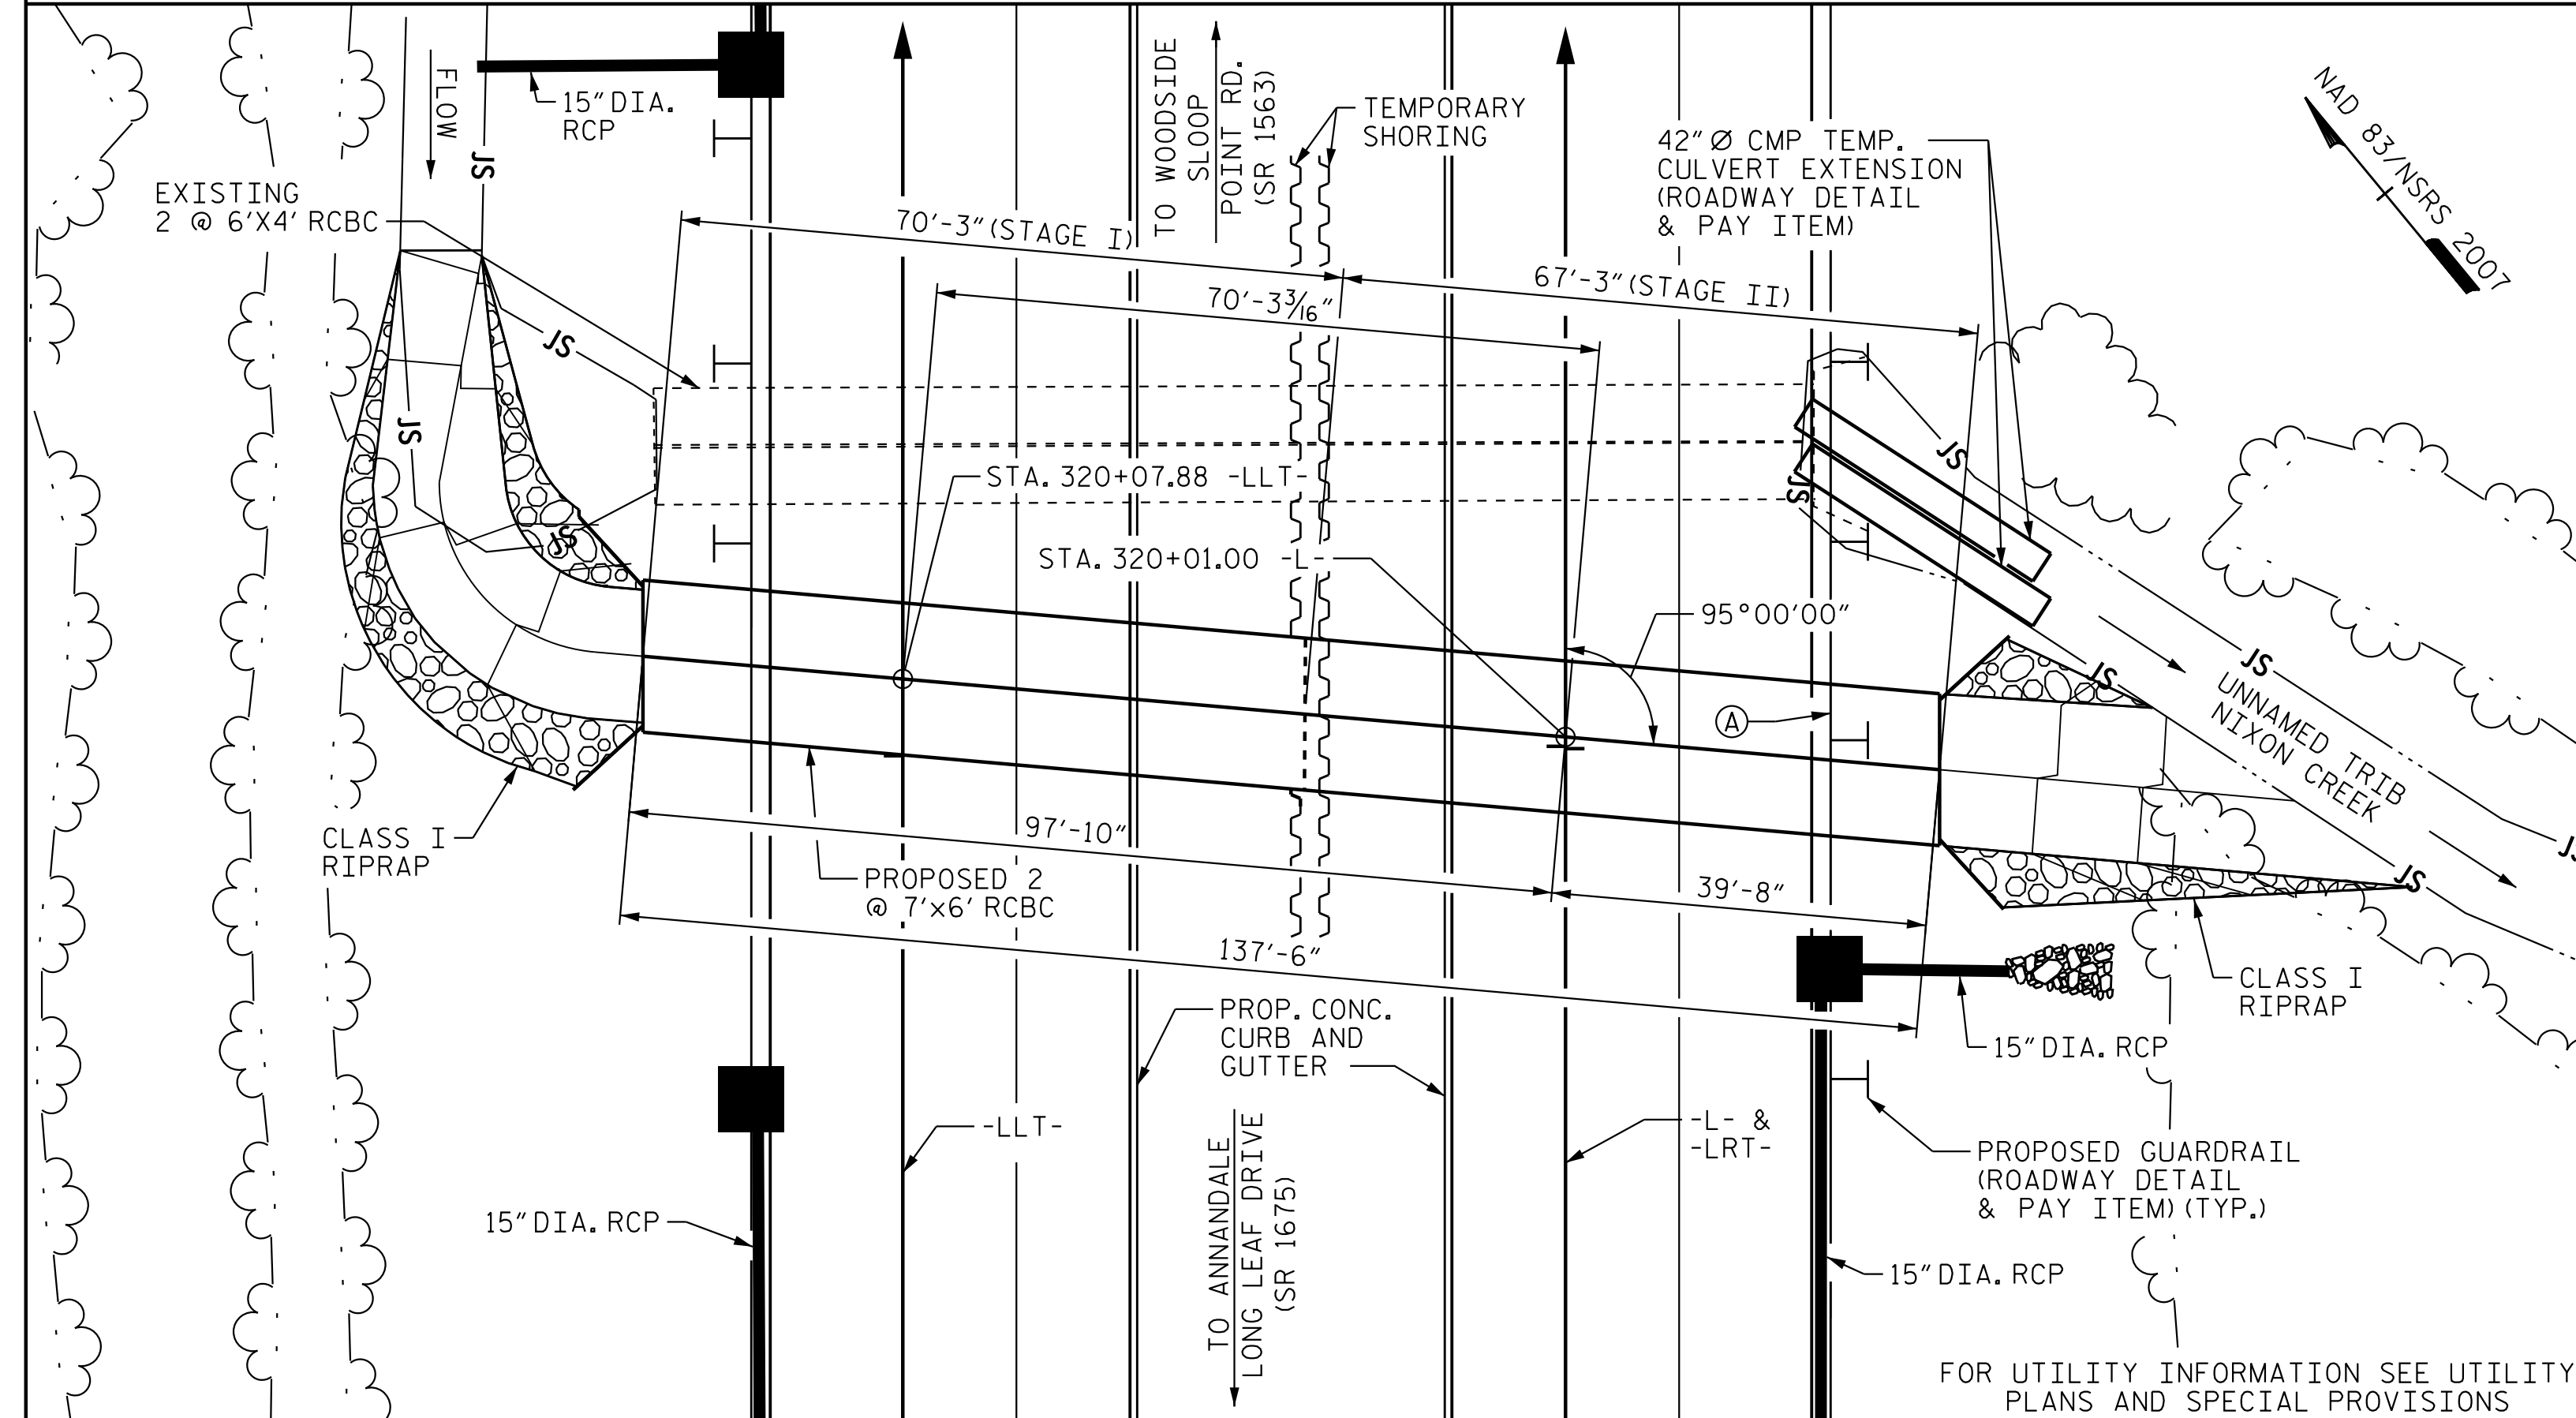 FLOW
JS
15" DIA.
RCP
TO WOODSIDE
SLOOP
POINT RD.
(SR 1563)
TEMPORARY
SHORING
42" Ø CMP TEMP.
CULVERT EXTENSION
(ROADWAY DETAIL
& PAY ITEM)
NAD 83/NSRS 2007
EXISTING
2 @ 6'X4' RCBC
70'-3" (STAGE I)
67'-3" (STAGE II)
70'-3 3/16"
JS
JS
JS
JS
JS
STA. 320+07.88 -LLT-
STA. 320+01.00 -L-
95°00'00"
A
JS
JS
UNNAMED TRIB
NIXON CREEK
JS
JS
CLASS I
RIPRAP
97'-10"
39'-8"
PROPOSED 2
@ 7'x6' RCBC
137'-6"
CLASS I
RIPRAP
PROP. CONC.
CURB AND
GUTTER
15" DIA. RCP
-LLT-
-L- &
-LRT-
TO ANNANDALE
LONG LEAF DRIVE
(SR 1675)
PROPOSED GUARDRAIL
(ROADWAY DETAIL
& PAY ITEM) (TYP.)
15" DIA. RCP
15" DIA. RCP
FOR UTILITY INFORMATION SEE UTILITY
PLANS AND SPECIAL PROVISIONS